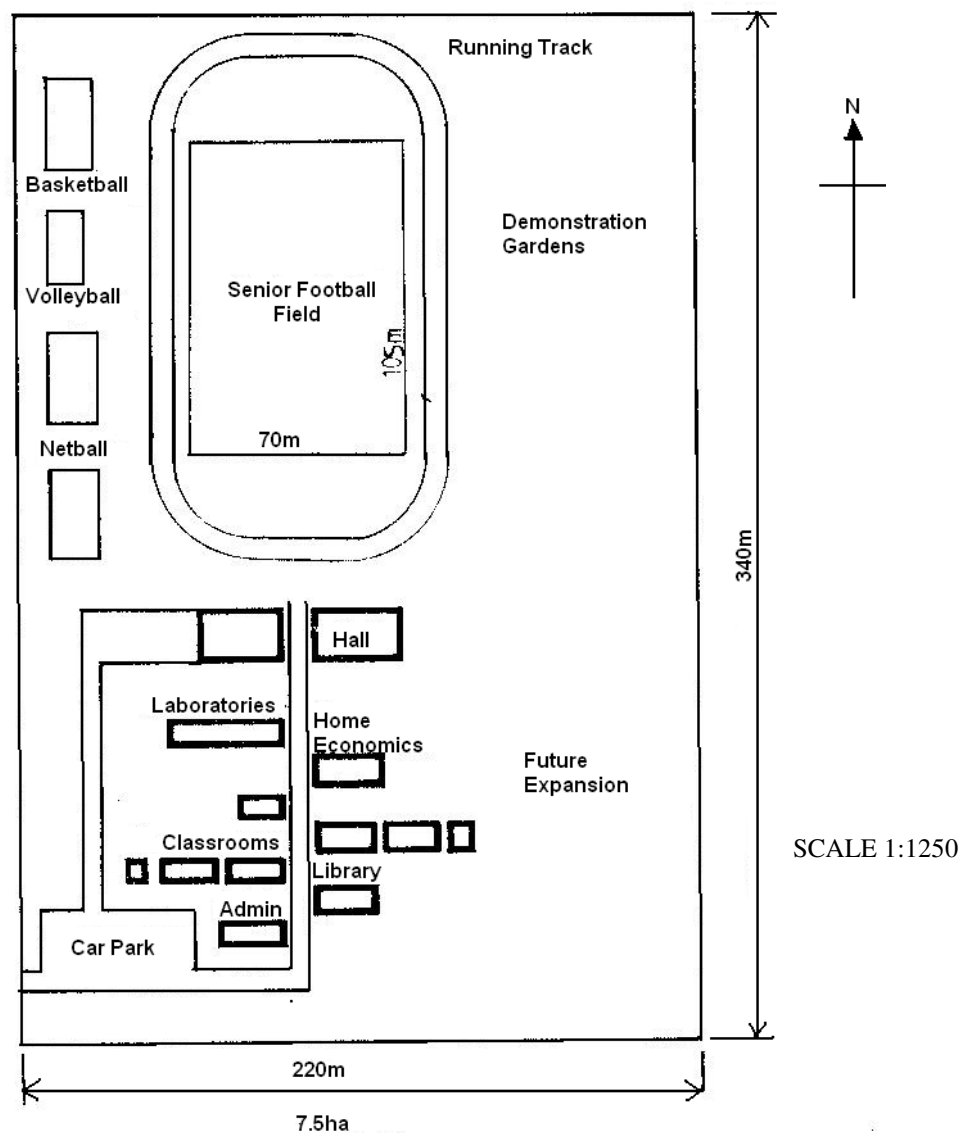 Running Track
N
Basketball
Demonstration
Gardens
Volleyball
Senior Football
Field
105m
70m
Netball
340m
Hall
Laboratories
Home
Economics
Future
Expansion
Classrooms
SCALE 1:1250
Library
Admin
Car Park
220m
7.5ha